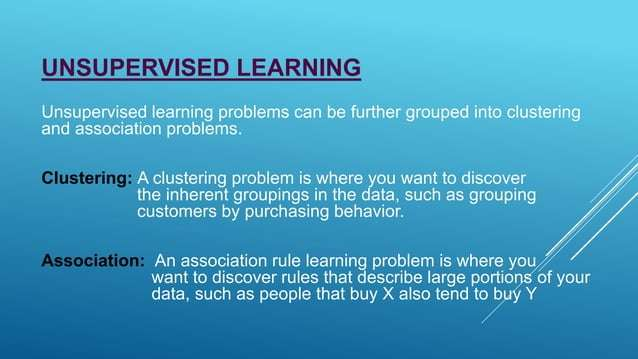 UNSUPERVISED LEARNING
Unsupervised learning problems can be further grouped into clustering
and association problems.
Clustering: A clustering problem is where you want to discover
the inherent groupings in the data, such as grouping
customers by purchasing behavior.
Association: An association rule learning problem is where you
want to discover rules that describe large portions of your
data, such as people that buy X also tend to buy Y